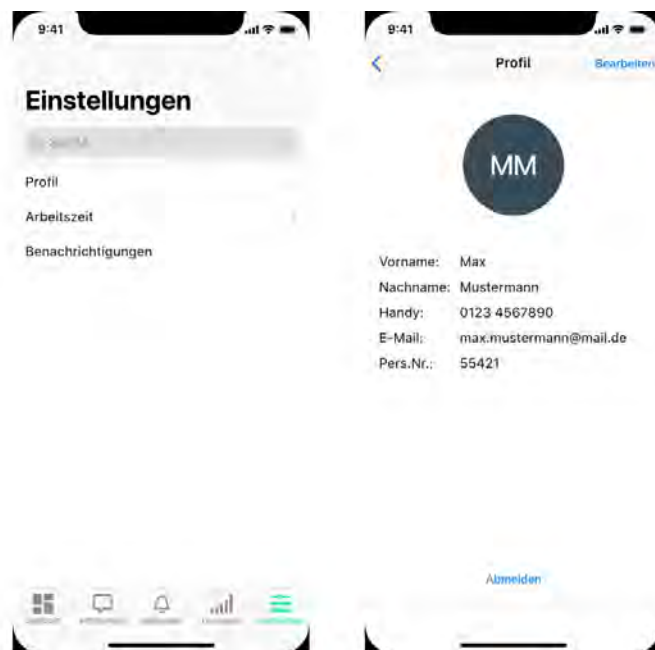 9:41
Einstellungen
Profil
Arbeitszeit
Benachrichtigungen
9:41
Profil
Bearbeiten
MM
Vorname: Max
Nachname: Mustermann
Handy: 0123 4567890
E-Mail: max.mustermann@mail.de
Pers.Nr.: 55421
Abmelden